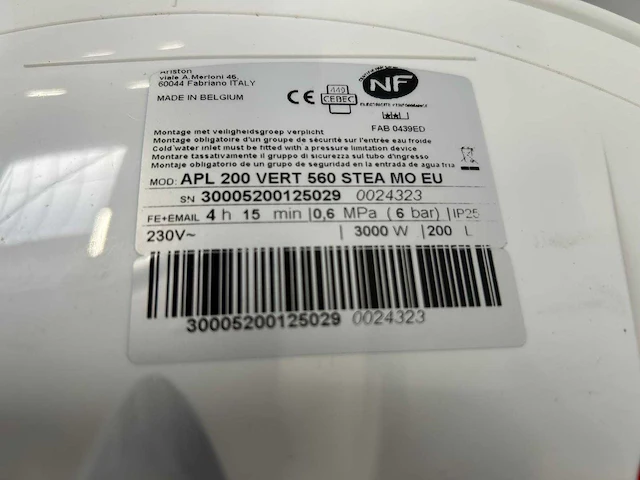 Ariston
viale A.Merloni 45,
60044 Fabriano ITALY
MADE IN BELGIUM
CE
449
CEBEC
NF
FAB 0439ED
Montage met veiligheidsgroep verplicht
Montage obligatoire d'un groupe de sécurité sur l'entrée eau froide
Cold water inlet must be fitted with a pressure limitation device
Montare tassativamente il gruppo di sicurezza sul tubo d'ingresso
Montaje obligatorio de un grupo de seguridad en la entrada de agua fria
MOD: APL 200 VERT 560 STEA MO EU
SN 30005200125029 0024323
FE+EMAIL 4 h 15 min | 0,6 MPa ( 6 bar) | IP25
230V~ | 3000 W | 200 L
30005200125029 0024323